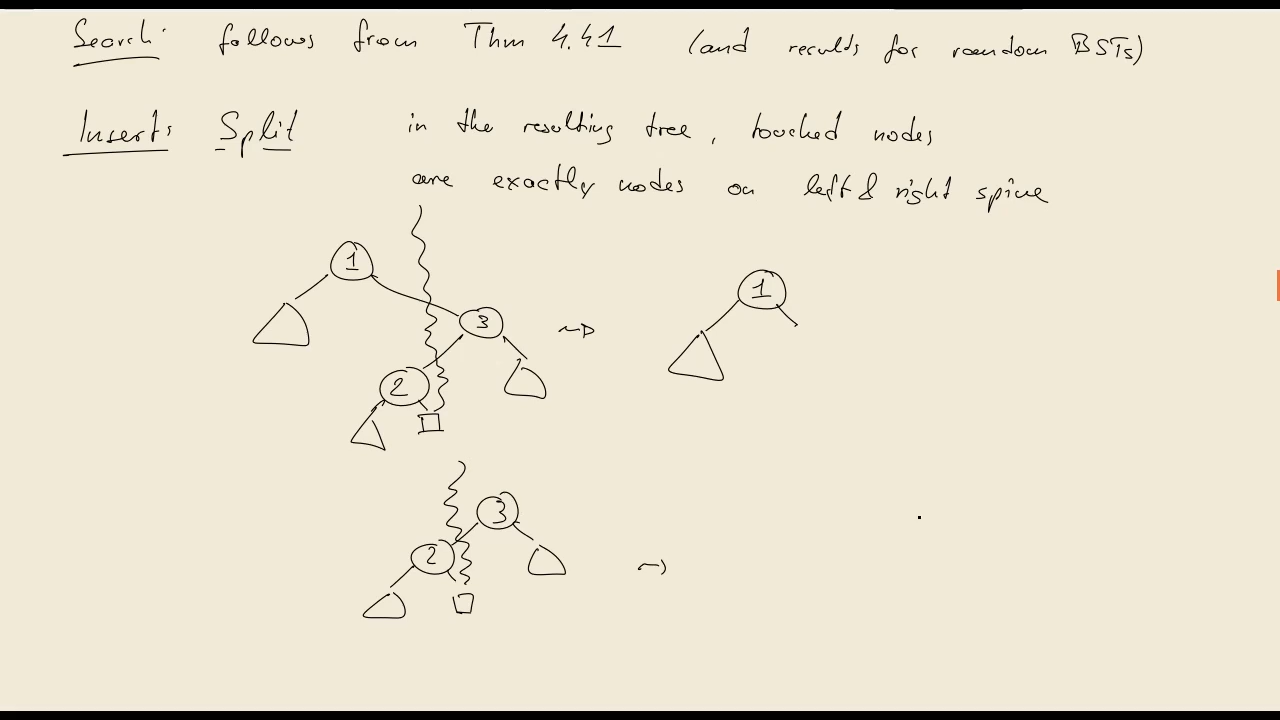 Search: follows from Thm 4.41 (and results for random BSTs)
Insert: Split in the resulting tree, touched nodes
are exactly nodes on left & right spine
1
1
3
2
3
2